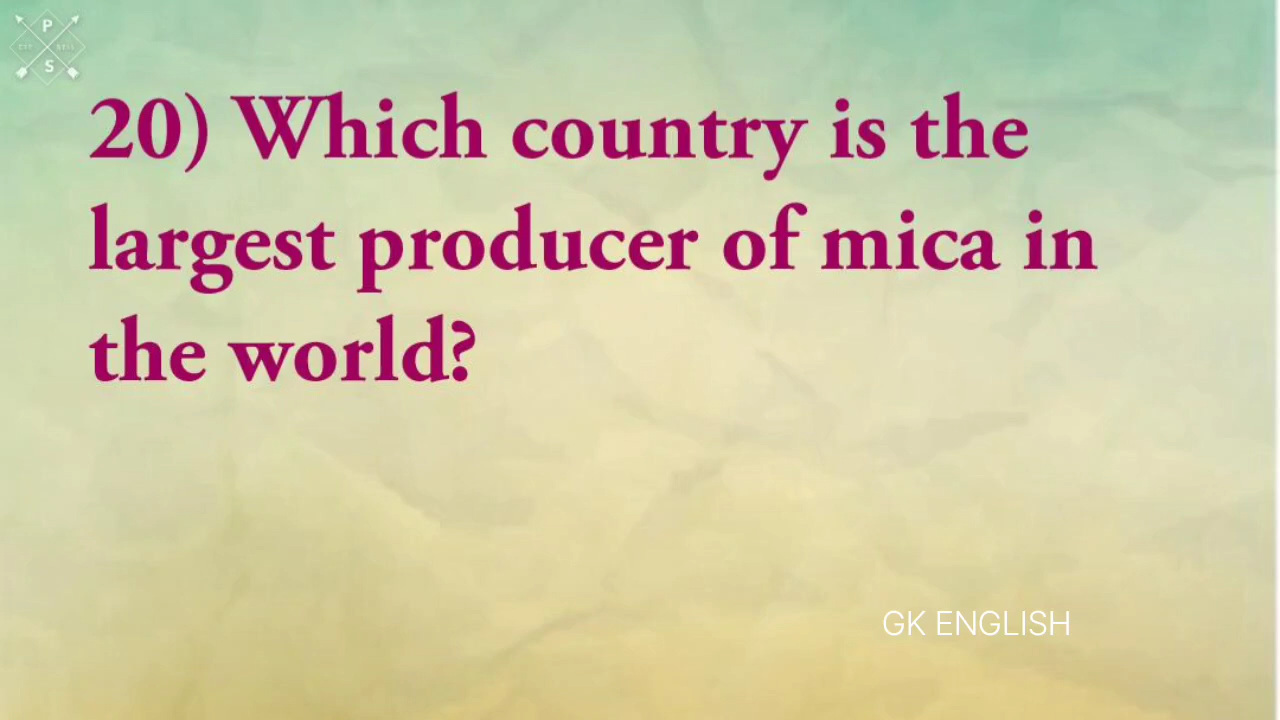 P
S
20) Which country is the
largest producer of mica in
the world?
GK ENGLISH